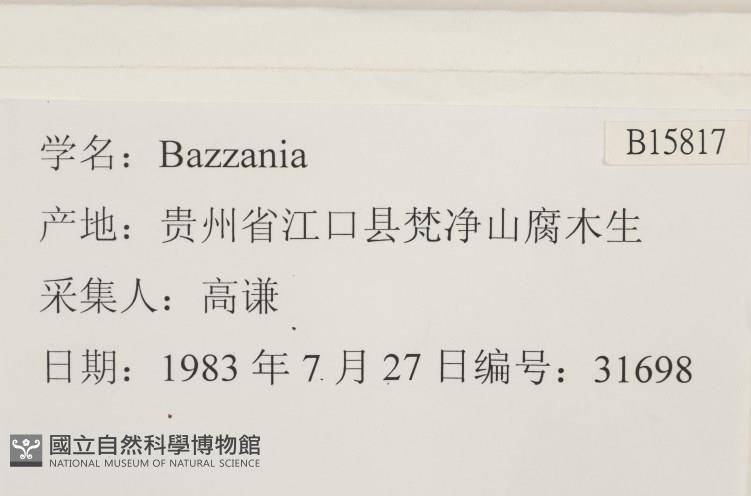 学名：Bazzania
B15817
产地：贵州省江口县梵净山腐木生
采集人：高谦
日期：1983 年 7 月 27 日编号：31698
國立自然科學博物館
NATIONAL MUSEUM OF NATURAL SCIENCE